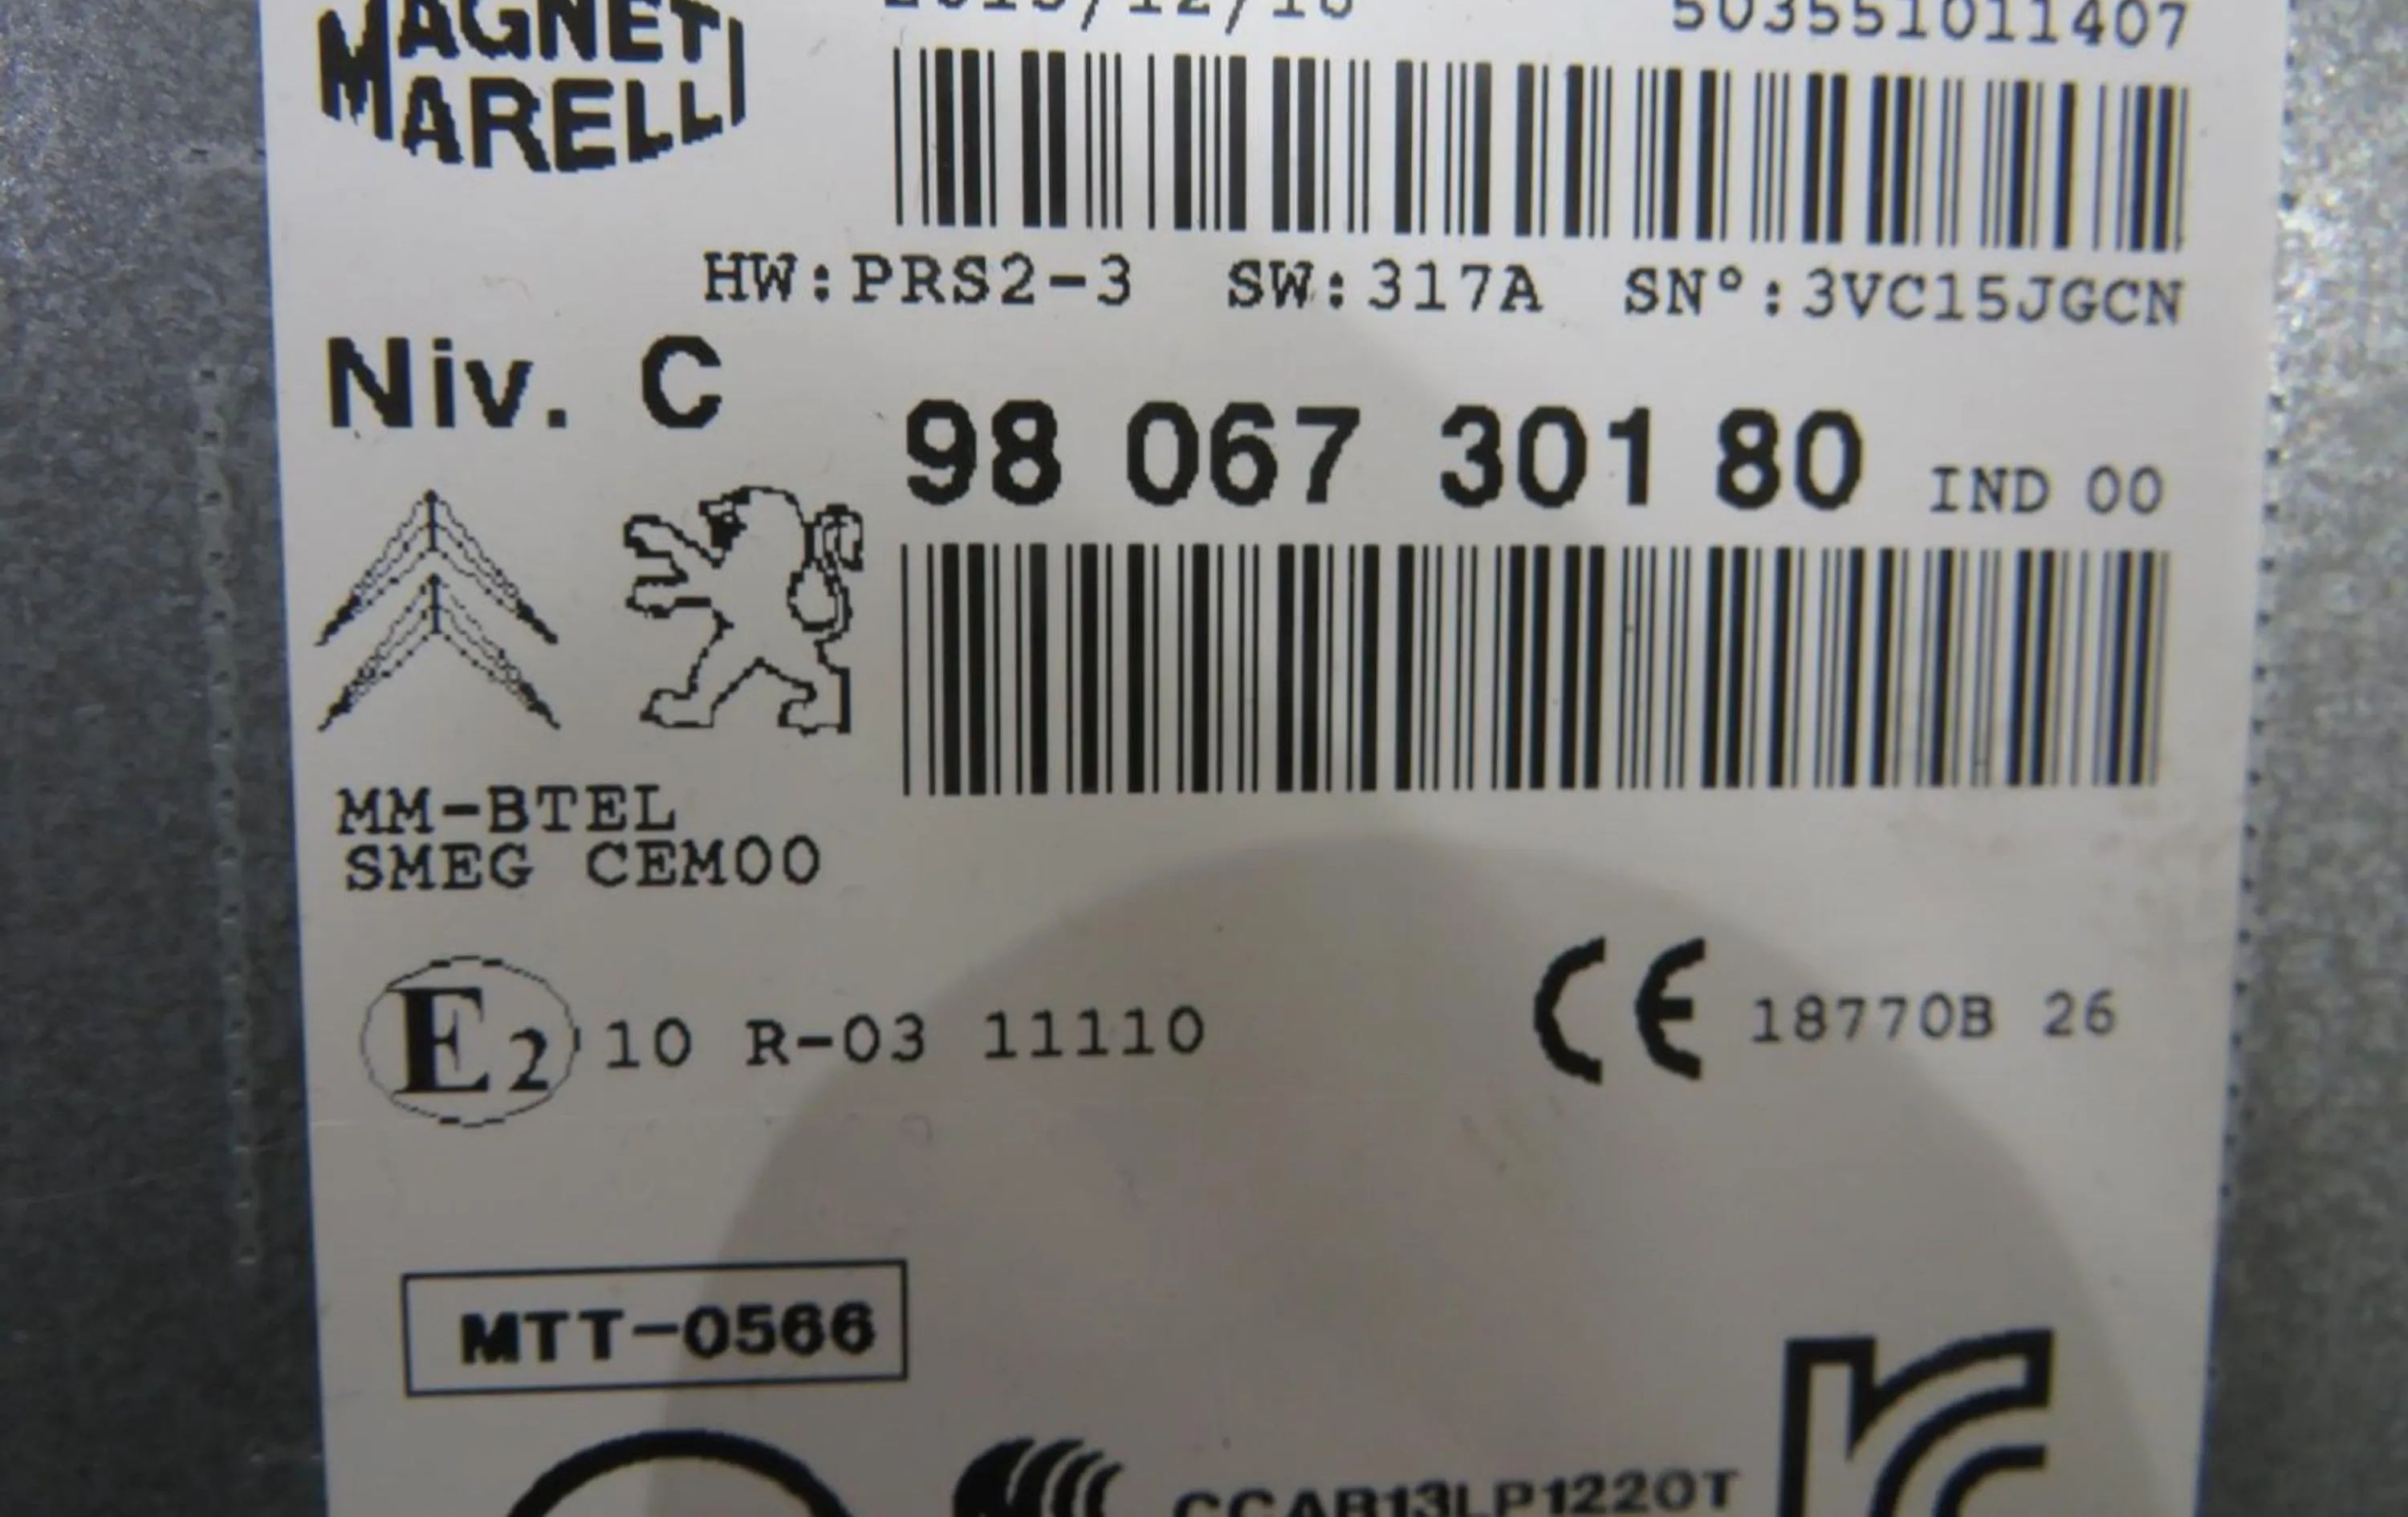 MAGNETI
MARELLI
503551011407
HW:PRS2-3 SW:317A SN°:3VC15JGCN
Niv. C
98 067 301 80 IND 00
MM-BTEL
SMEG CEM00
E2 10 R-03 11110
CE 18770B 26
MTT-0566
CCAB13LP1220T